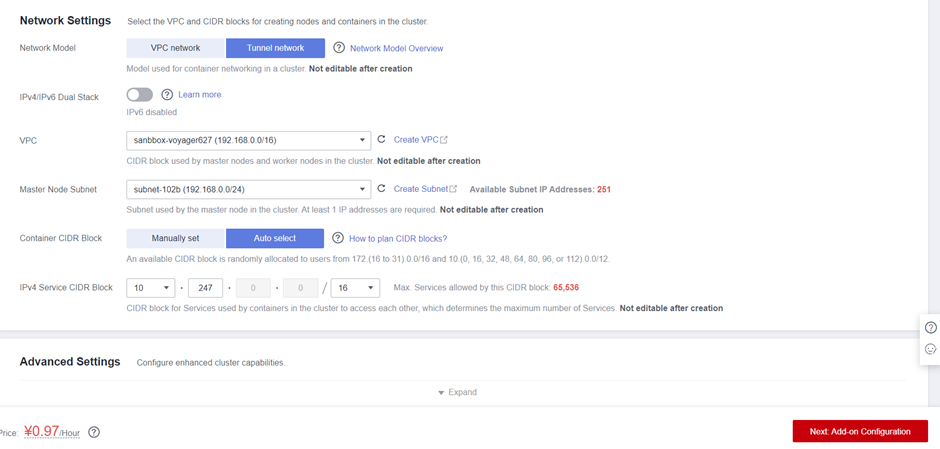 Network Settings Select the VPC and CIDR blocks for creating nodes and containers in the cluster.
Network Model VPC network Tunnel network ? Network Model Overview
Model used for container networking in a cluster. Not editable after creation
IPv4/IPv6 Dual Stack ? Learn more
IPv6 disabled
VPC sanbbox-voyager627 (192.168.0.0/16) Create VPC
CIDR block used by master nodes and worker nodes in the cluster. Not editable after creation
Master Node Subnet subnet-102b (192.168.0.0/24) Create Subnet Available Subnet IP Addresses: 251
Subnet used by the master node in the cluster. At least 1 IP addresses are required. Not editable after creation
Container CIDR Block Manually set Auto select ? How to plan CIDR blocks?
An available CIDR block is randomly allocated to users from 172.(16 to 31).0.0/16 and 10.(0, 16, 32, 48, 64, 80, 96, or 112).0.0/12.
IPv4 Service CIDR Block 10 . 247 . 0 . 0 / 16 Max. Services allowed by this CIDR block: 65,536
CIDR block for Services used by containers in the cluster to access each other, which determines the maximum number of Services. Not editable after creation
?
Advanced Settings Configure enhanced cluster capabilities.
Expand
Price: ¥0.97/Hour ? Next: Add-on Configuration